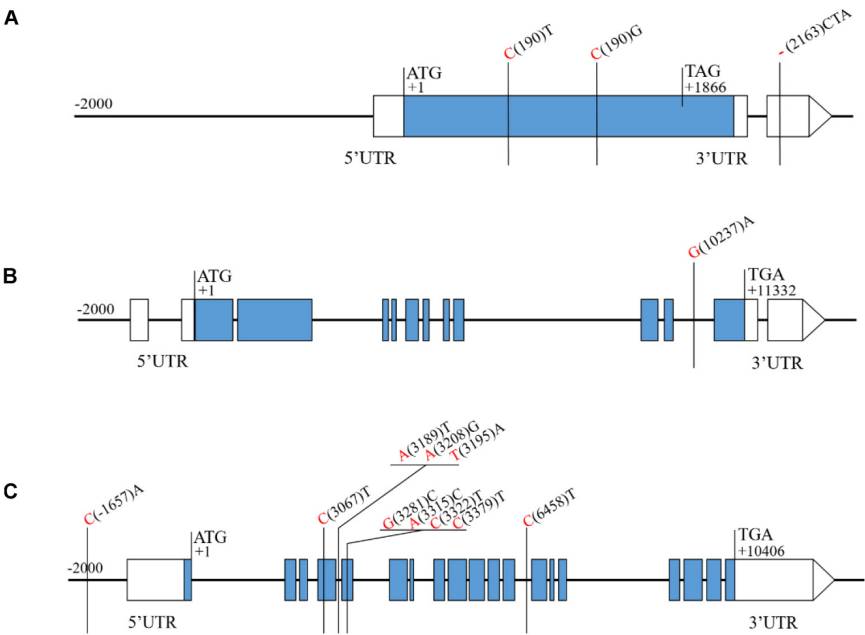 A
C(190)T
C(190)G
-(2163)CTA
ATG
+1
TAG
+1866
-2000
5'UTR
3'UTR
B
G(10237)A
ATG
+1
TGA
+11332
-2000
5'UTR
3'UTR
A(3189)T
A(3208)G
T(3195)A
C
C(-1657)A
C(3067)T
G(3281)C
A(3315)C
C(3322)T
C(3379)T
C(6458)T
ATG
+1
TGA
+10406
-2000
5'UTR
3'UTR